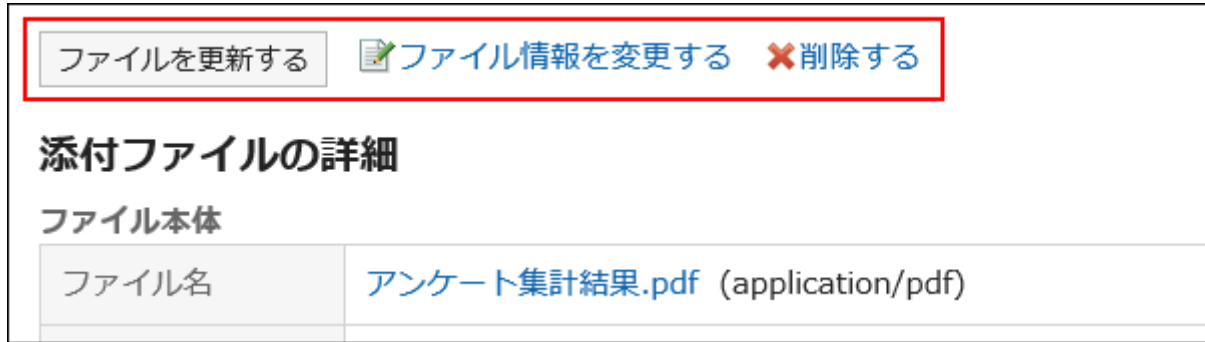 ファイルを更新する ファイル情報を変更する 削除する
添付ファイルの詳細
ファイル本体
ファイル名 アンケート集計結果.pdf (application/pdf)